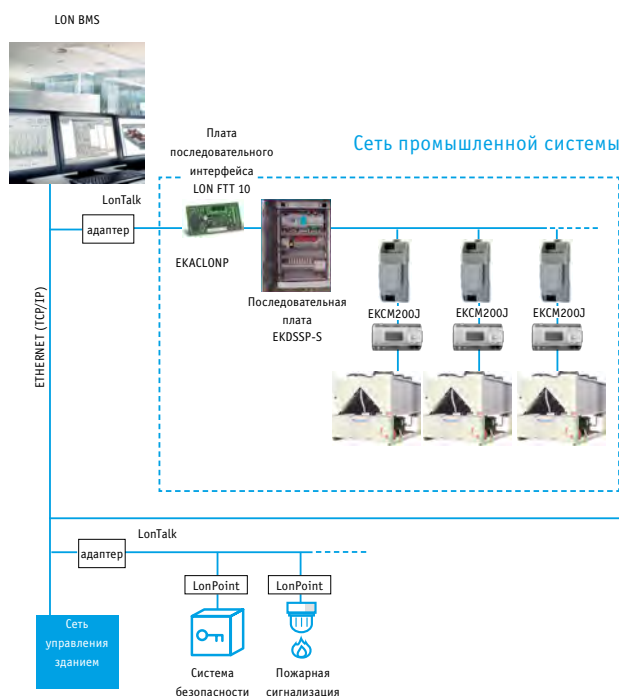 LON BMS
Плата
последовательного
интерфейса
LON FTT 10
Сеть промышленной системы
LonTalk
адаптер
EKACLONP
Последовательная
плата
EKDSSP-S
EKCM200J
EKCM200J
EKCM200J
ETHERNET (TCP/IP)
LonTalk
адаптер
LonPoint
LonPoint
Сеть
управления
зданием
Система
безопасности
Пожарная
сигнализация